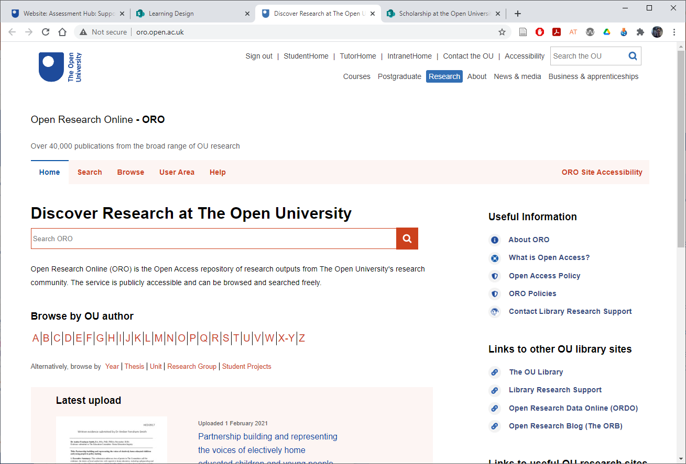 Website: Assessment Hub: Supp
Learning Design
Discover Research at The Open U
Scholarship at the Open Universi
Not secure | oro.open.ac.uk
The Open University
Sign out | StudentHome | TutorHome | IntranetHome | Contact the OU | Accessibility
Search the OU
Courses Postgraduate Research About News & media Business & apprenticeships
Open Research Online - ORO
Over 40,000 publications from the broad range of OU research
Home Search Browse User Area Help ORO Site Accessibility
Discover Research at The Open University
Search ORO
Open Research Online (ORO) is the Open Access repository of research outputs from The Open University's research
community. The service is publicly accessible and can be browsed and searched freely.
Browse by OU author
A|B|C|D|E|F|G|H|I|J|K|L|M|N|O|P|Q|R|S|T|U|V|W|X-Y|Z
Alternatively, browse by Year | Thesis | Unit | Research Group | Student Projects
Latest upload
Uploaded 1 February 2021
Partnership building and representing
the voices of electively home
educated children and young people
Useful Information
About ORO
What is Open Access?
Open Access Policy
ORO Policies
Contact Library Research Support
Links to other OU library sites
The OU Library
Library Research Support
Open Research Data Online (ORDO)
Open Research Blog (The ORB)
Links to useful OU research sites